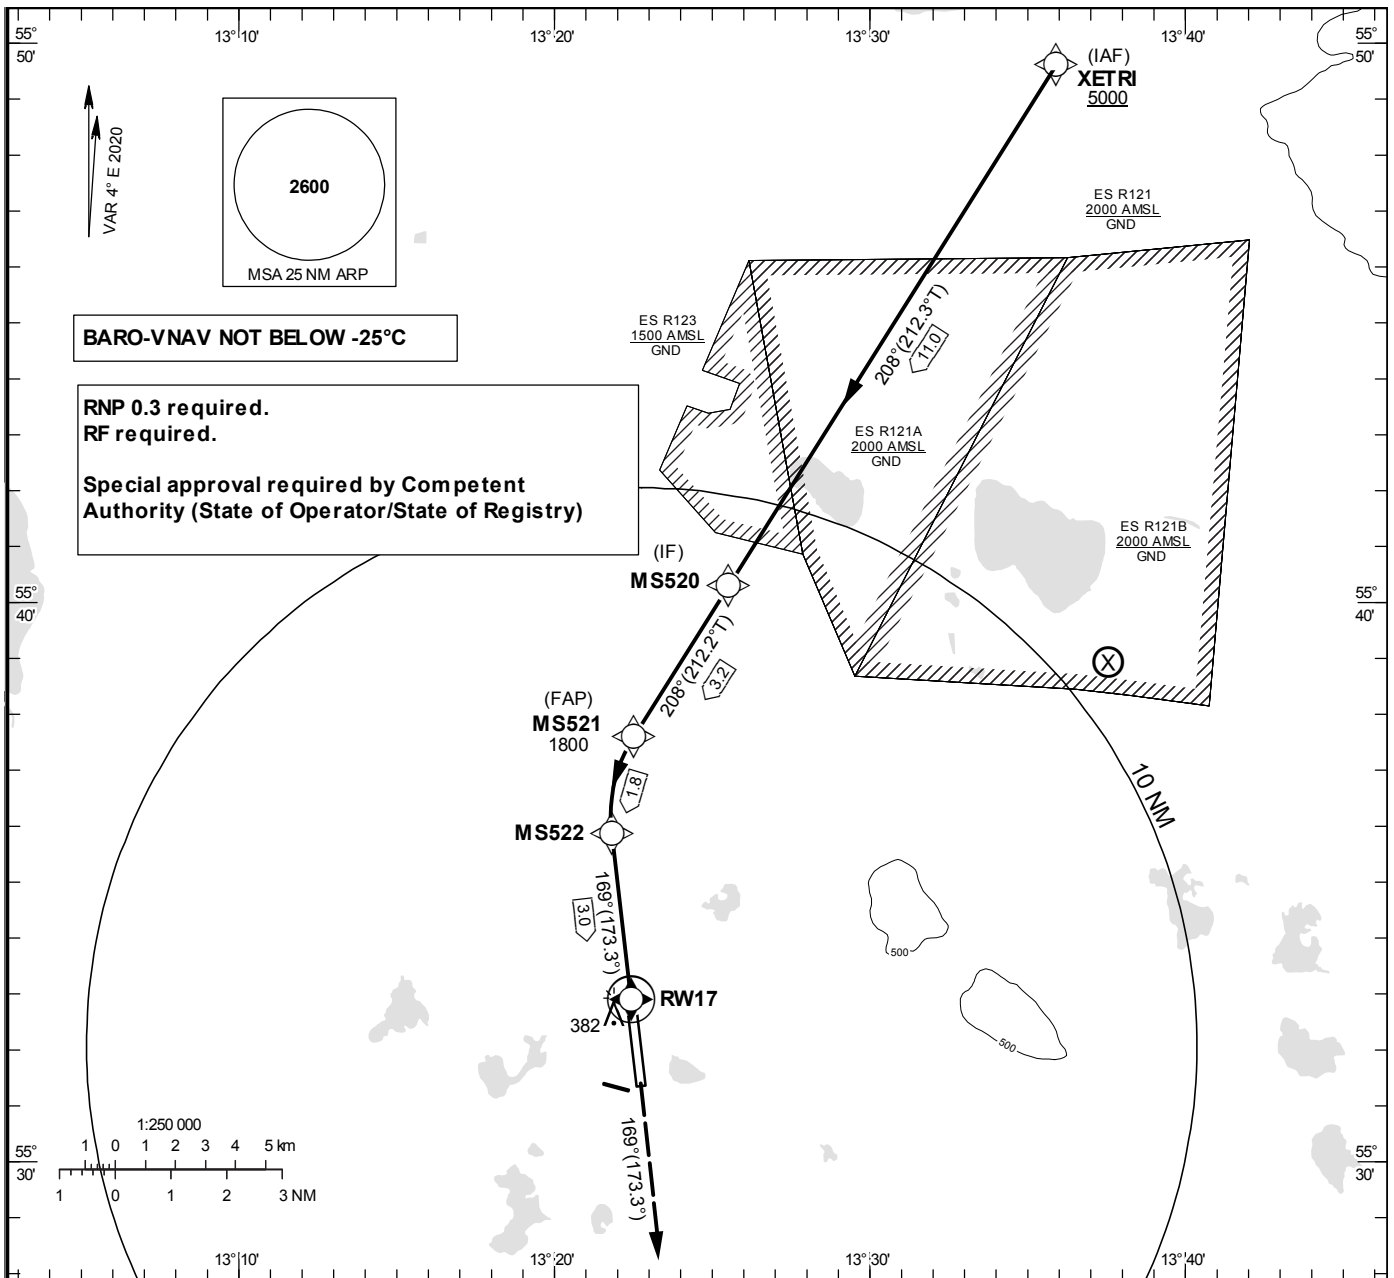 13° 10'
13° 20'
13° 30'
13° 40'
55°
50'
55°
50'
(IAF)
XETRI
5000
VAR 4° E 2020
2600
MSA 25 NM ARP
ES R121
2000 AMSL
GND
BARO-VNAV NOT BELOW -25°C
ES R123
1500 AMSL
GND
208°(212.3°T)
11.0
RNP 0.3 required.
RF required.
Special approval required by Competent
Authority (State of Operator/State of Registry)
ES R121A
2000 AMSL
GND
ES R121B
2000 AMSL
GND
(IF)
MS520
55°
40'
55°
40'
208°(212.2°T)
3.2
X
(FAP)
MS521
1800
1.8
10 NM
MS522
169°(173.3°)
3.0
500
RW17
382
500
169°(173.3°)
1:250 000
1 0 1 2 3 4 5 km
1 0 1 2 3 NM
55°
30'
55°
30'
13° 10'
13° 20'
13° 30'
13° 40'